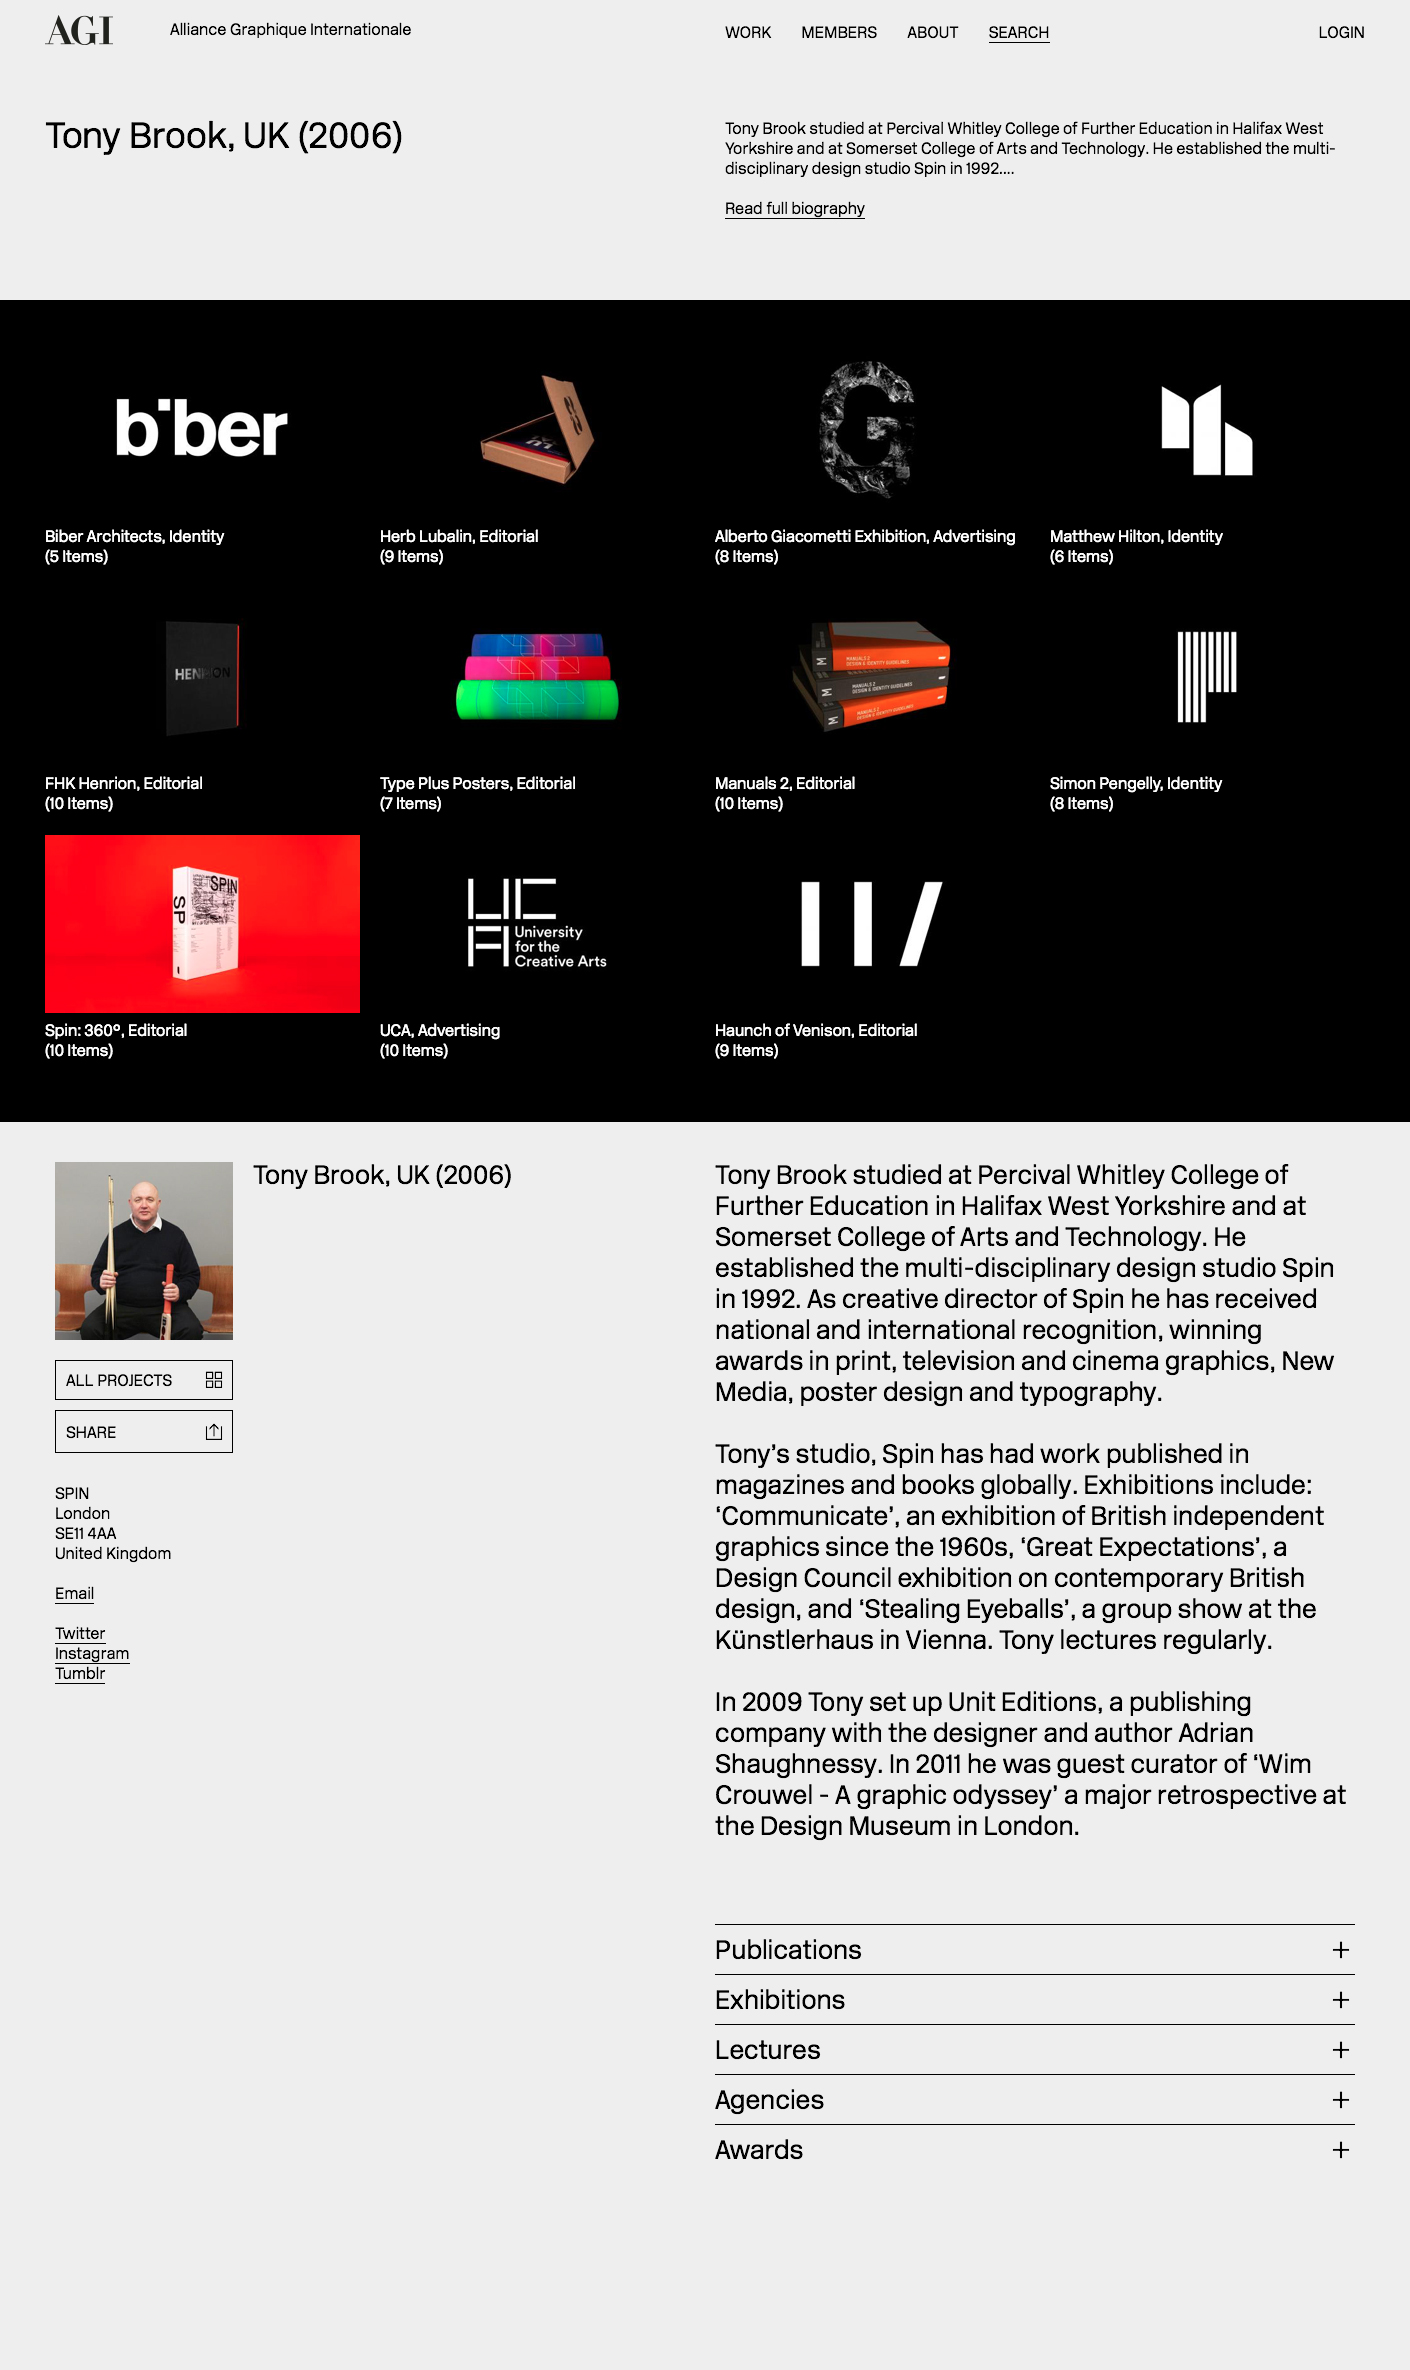 AGI
Alliance Graphique Internationale
WORK
MEMBERS
ABOUT
SEARCH
LOGIN
Tony Brook, UK (2006)
Tony Brook studied at Percival Whitley College of Further Education in Halifax West
Yorkshire and at Somerset College of Arts and Technology. He established the multi-
disciplinary design studio Spin in 1992....
Read full biography
biber
G
Biber Architects, Identity
(5 Items)
Herb Lubalin, Editorial
(9 Items)
Alberto Giacometti Exhibition, Advertising
(8 Items)
Matthew Hilton, Identity
(6 Items)
HENRION
M
MANUALS 2
DESIGN & IDENTITY GUIDELINES
M
MANUALS 2
DESIGN & IDENTITY GUIDELINES
M
MANUALS 2
DESIGN & IDENTITY GUIDELINES
P
FHK Henrion, Editorial
(10 Items)
Type Plus Posters, Editorial
(7 Items)
Manuals 2, Editorial
(10 Items)
Simon Pengelly, Identity
(8 Items)
SP
SPIN
UCA
University
for the
Creative Arts
Spin: 360º, Editorial
(10 Items)
UCA, Advertising
(10 Items)
Haunch of Venison, Editorial
(9 Items)
Tony Brook, UK (2006)
ALL PROJECTS
SHARE
SPIN
London
SE11 4AA
United Kingdom
Email
Twitter
Instagram
Tumblr
Tony Brook studied at Percival Whitley College of
Further Education in Halifax West Yorkshire and at
Somerset College of Arts and Technology. He
established the multi-disciplinary design studio Spin
in 1992. As creative director of Spin he has received
national and international recognition, winning
awards in print, television and cinema graphics, New
Media, poster design and typography.
Tony’s studio, Spin has had work published in
magazines and books globally. Exhibitions include:
‘Communicate’, an exhibition of British independent
graphics since the 1960s, ‘Great Expectations’, a
Design Council exhibition on contemporary British
design, and ‘Stealing Eyeballs’, a group show at the
Künstlerhaus in Vienna. Tony lectures regularly.
In 2009 Tony set up Unit Editions, a publishing
company with the designer and author Adrian
Shaughnessy. In 2011 he was guest curator of ‘Wim
Crouwel - A graphic odyssey’ a major retrospective at
the Design Museum in London.
Publications
Exhibitions
Lectures
Agencies
Awards